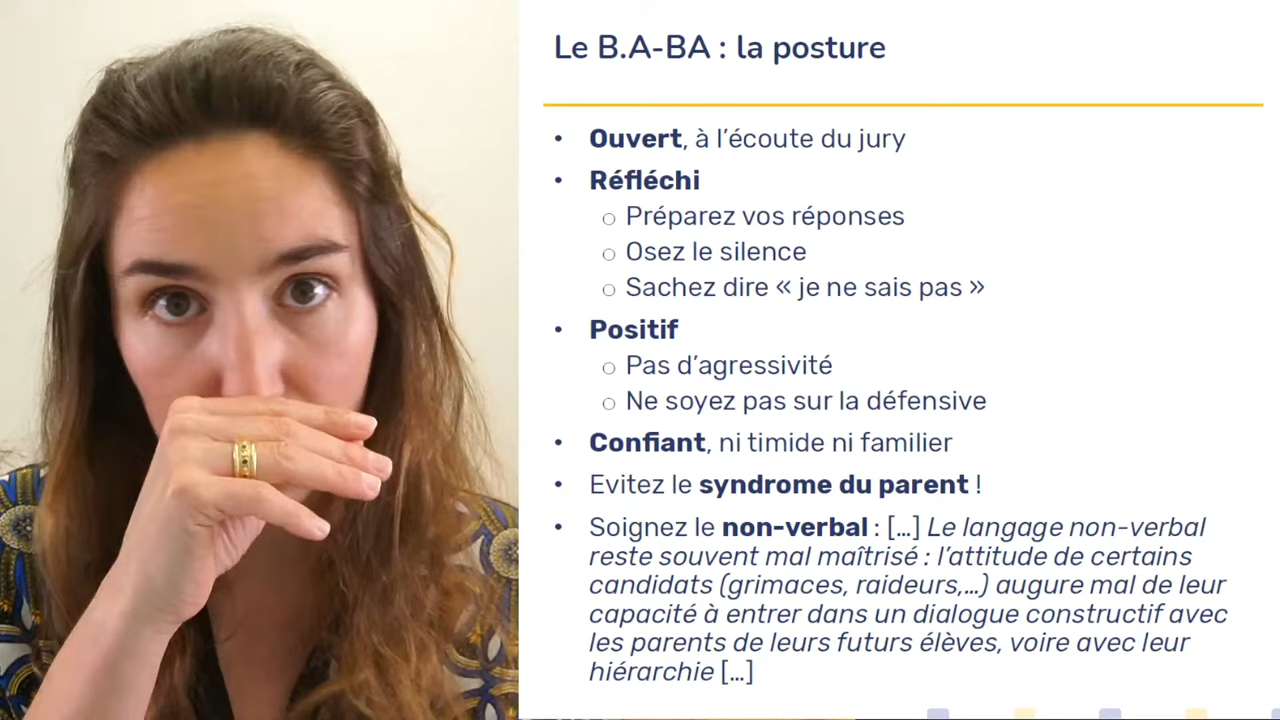 Le B.A-BA : la posture
• Ouvert, à l’écoute du jury
• Réfléchi
○ Préparez vos réponses
○ Osez le silence
○ Sachez dire « je ne sais pas »
• Positif
○ Pas d’agressivité
○ Ne soyez pas sur la défensive
• Confiant, ni timide ni familier
• Evitez le syndrome du parent !
• Soignez le non-verbal : [...] Le langage non-verbal
reste souvent mal maîtrisé : l’attitude de certains
candidats (grimaces, raideurs,...) augure mal de leur
capacité à entrer dans un dialogue constructif avec
les parents de leurs futurs élèves, voire avec leur
hiérarchie [...]